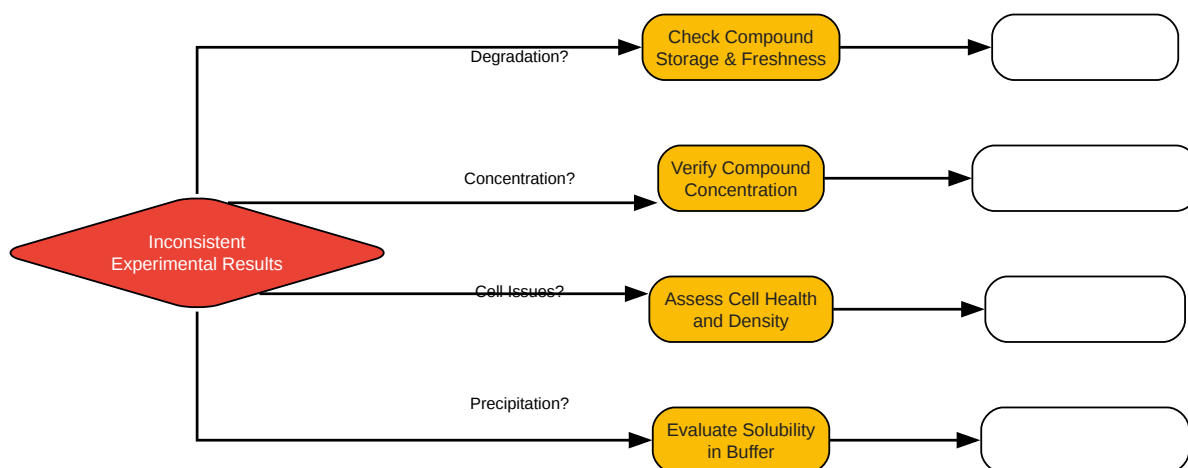 Degradation?
Check Compound
Storage & Freshness
Concentration?
Verify Compound
Concentration
Inconsistent
Experimental Results
Cell Issues?
Assess Cell Health
and Density
Precipitation?
Evaluate Solubility
in Buffer